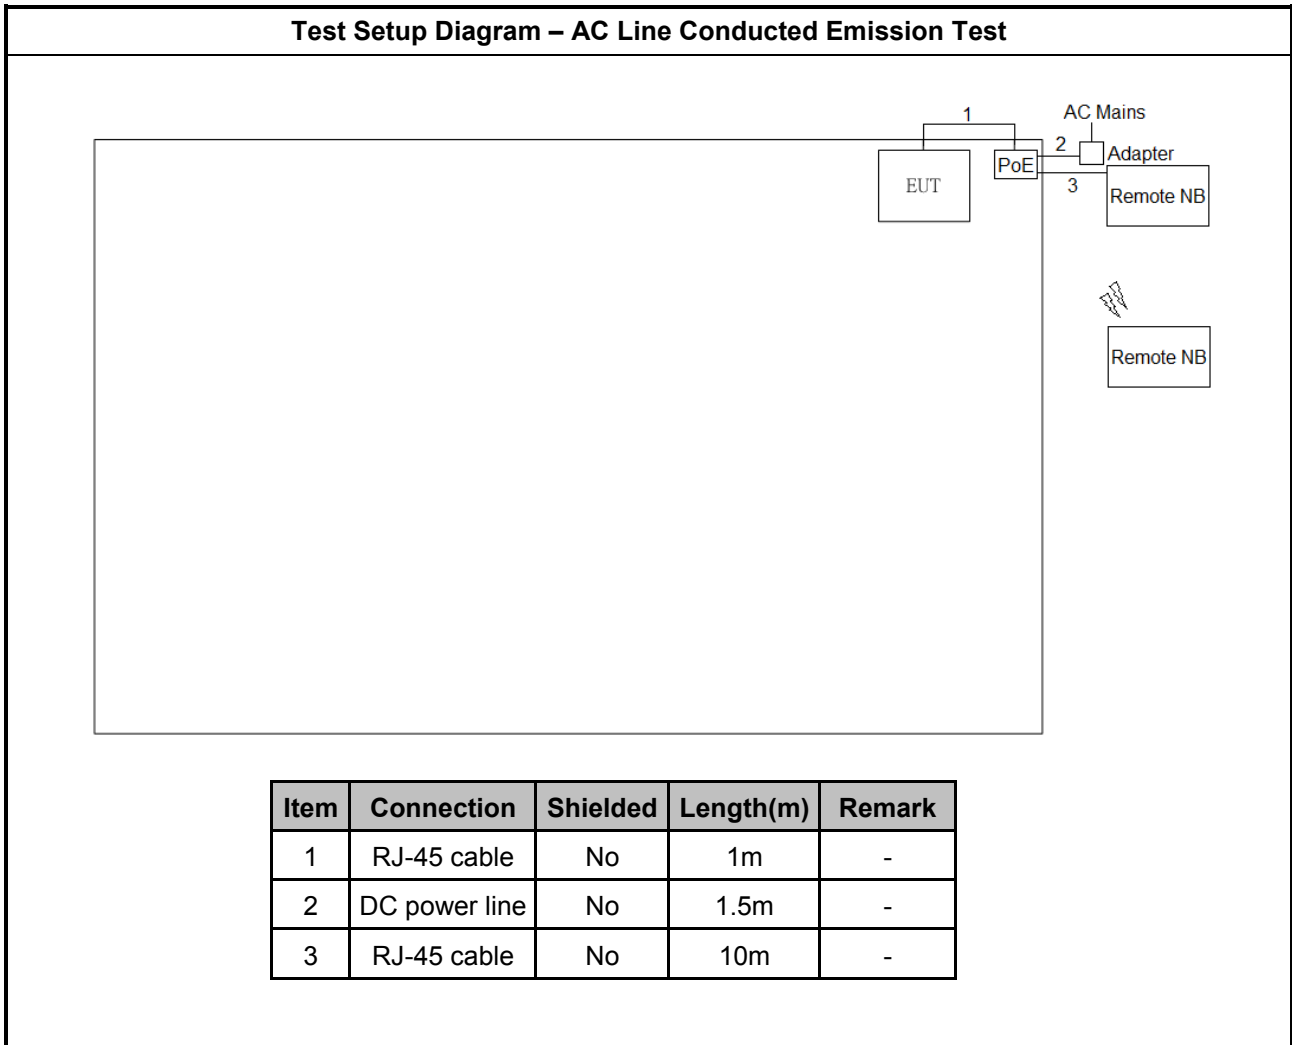 Test Setup Diagram – AC Line Conducted Emission Test
1
AC Mains
2
Adapter
PoE
EUT
3
Remote NB
Remote NB
Item Connection Shielded Length(m) Remark
1 RJ-45 cable No 1m -
2 DC power line No 1.5m -
3 RJ-45 cable No 10m -